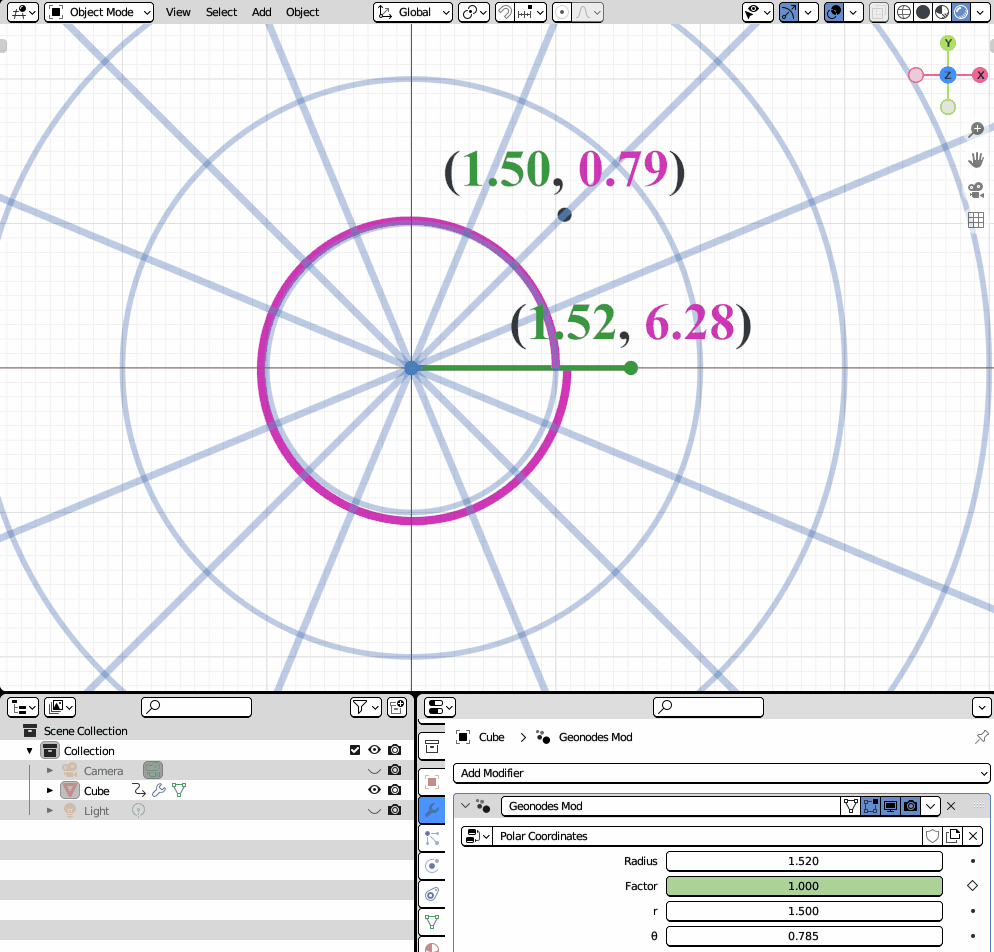 Object Mode View Select Add Object Global
Y
Z X
(1.50, 0.79)
(1.52, 6.28)
Scene Collection
Collection
Camera
Cube
Light
Cube > Geonodes Mod
Add Modifier
Geonodes Mod
Polar Coordinates
Radius 1.520
Factor 1.000
r 1.500
θ 0.785